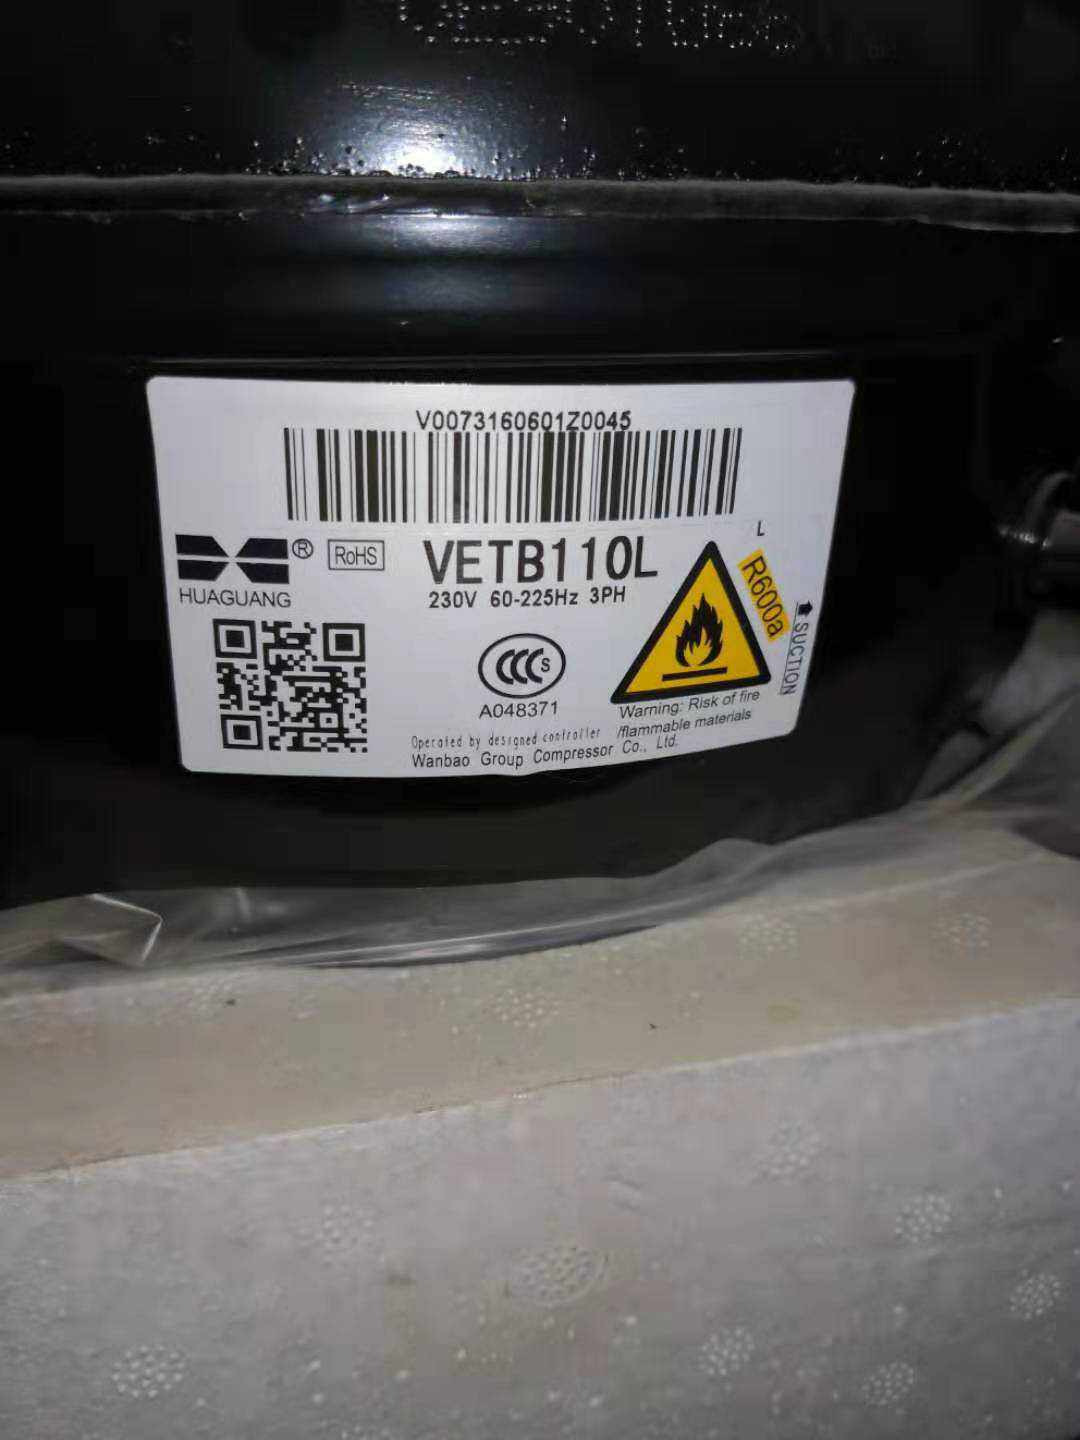 V0073160601Z0045
HUAGUANG
®
RoHS
VETB110L
230V 60-225Hz 3PH
L
R600a
SUCTION
CCC S
A048371
Warning: Risk of fire
/flammable materials
Operated by designed controller
Wanbao Group Compressor Co., Ltd.